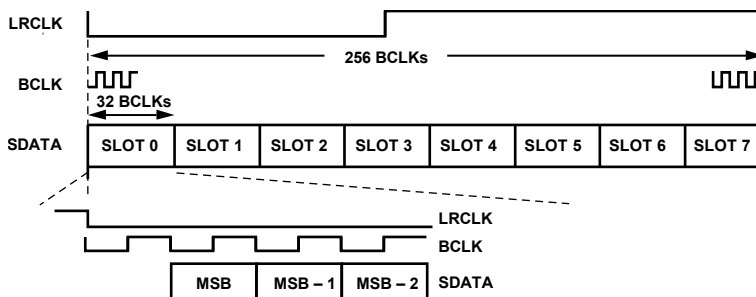 LRCLK
256 BCLKs
BCLK
32 BCLKs
SDATA
SLOT 0 SLOT 1 SLOT 2 SLOT 3 SLOT 4 SLOT 5 SLOT 6 SLOT 7
LRCLK
BCLK
MSB MSB – 1 MSB – 2 SDATA